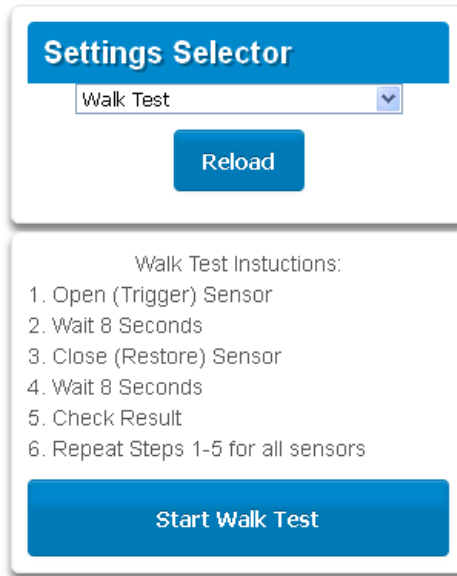 Settings Selector
Walk Test
Reload
Walk Test Instuctions:
1. Open (Trigger) Sensor
2. Wait 8 Seconds
3. Close (Restore) Sensor
4. Wait 8 Seconds
5. Check Result
6. Repeat Steps 1-5 for all sensors
Start Walk Test